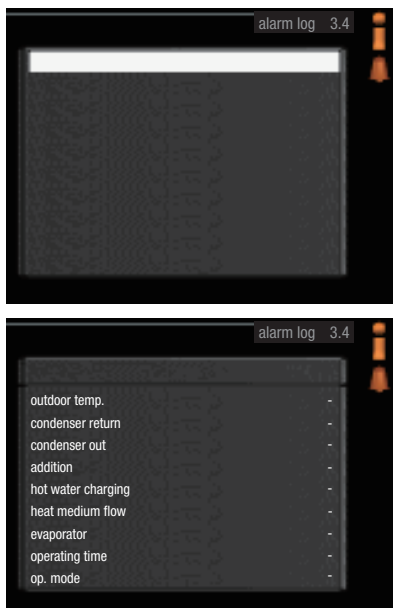 alarm log 3.4
alarm log 3.4
outdoor temp. -
condenser return -
condenser out -
addition -
hot water charging -
heat medium flow -
evaporator -
operating time -
op. mode -